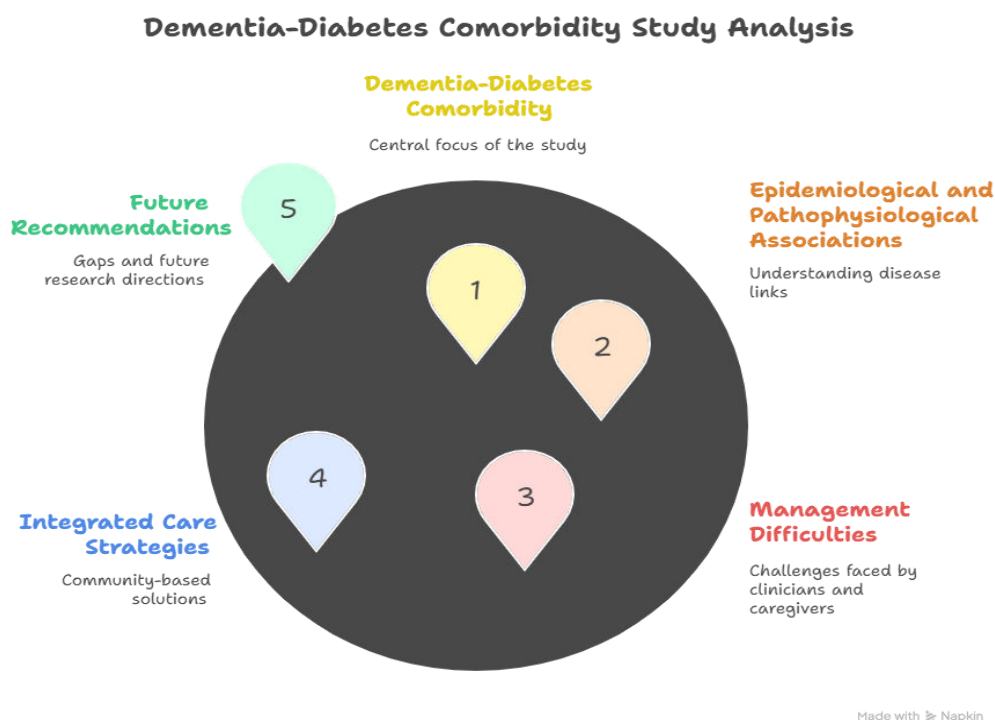 Dementia-Diabetes Comorbidity Study Analysis
Dementia-Diabetes
Comorbidity
Central focus of the study
5
Future
Recommendations
Gaps and future
research directions
Epidemiological and
Pathophysiological
Associations
Understanding disease
links
1
2
4
3
Integrated Care
Strategies
Community-based
solutions
Management
Difficulties
Challenges faced by
clinicians and
caregivers
Made with Napkin